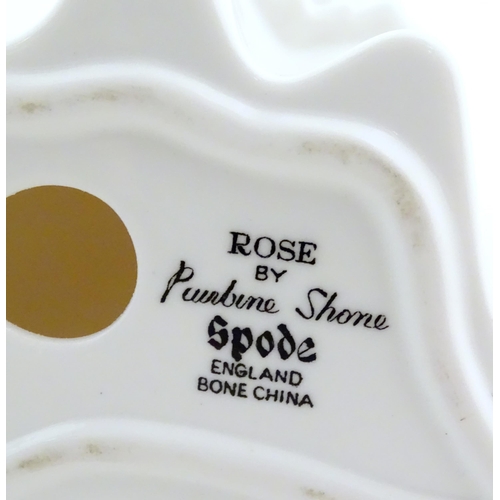 ROSE
BY
Pauline Shone
Spode
ENGLAND
BONE CHINA